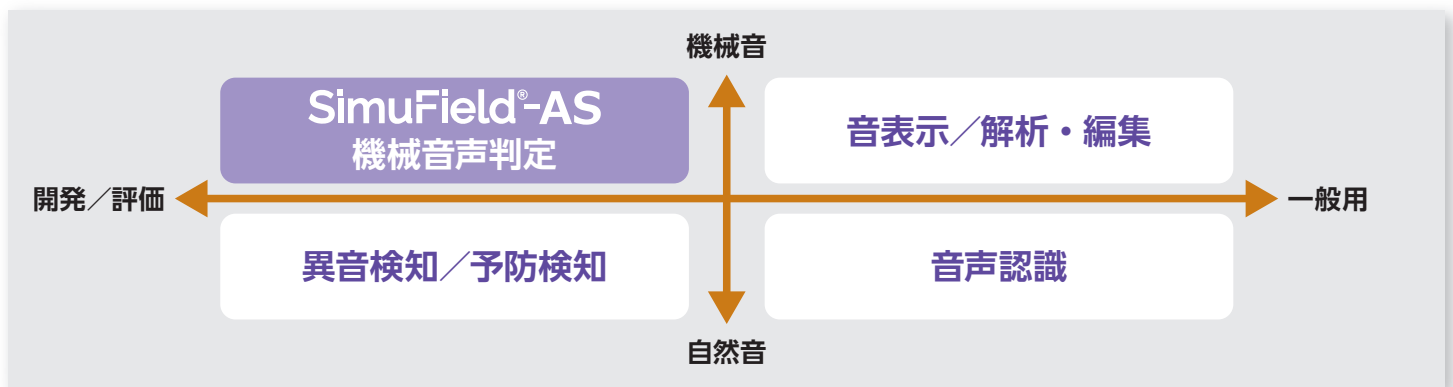 機械音
SimuField®-AS
機械音声判定
音表示／解析・編集
開発／評価
一般用
異音検知／予防検知
音声認識
自然音